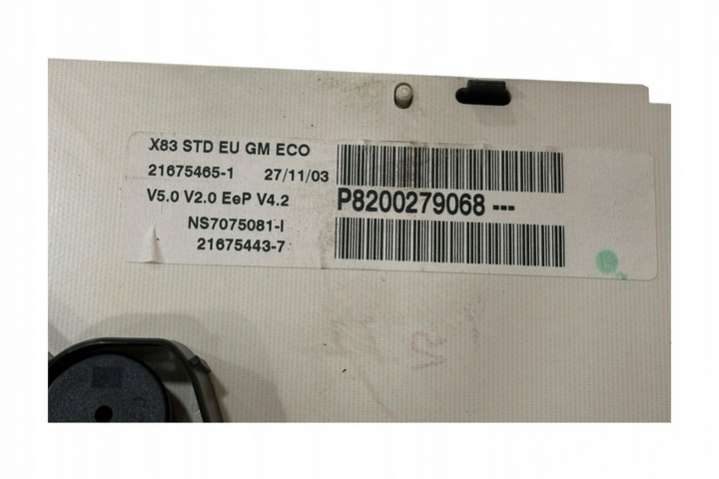 X83 STD EU GM ECO
21675465-1 27/11/03
V5.0 V2.0 EeP V4.2
NS7075081-I
21675443-7
P8200279068 ---